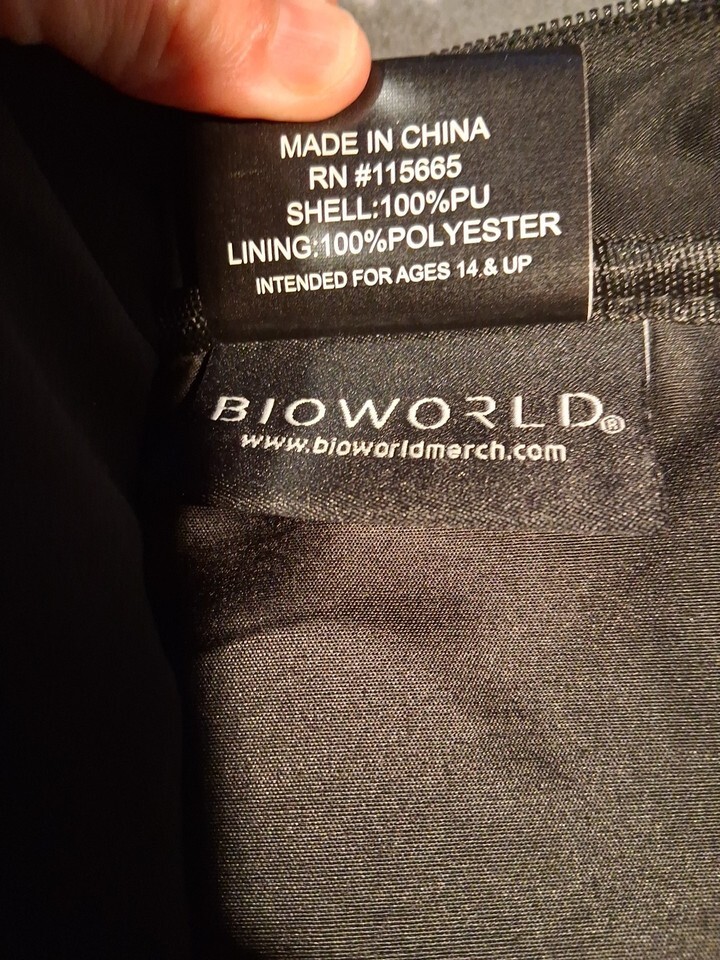 MADE IN CHINA
RN #115665
SHELL:100%PU
LINING:100%POLYESTER
INTENDED FOR AGES 14 & UP
BIOWORLD®
www.bioworldmerch.com